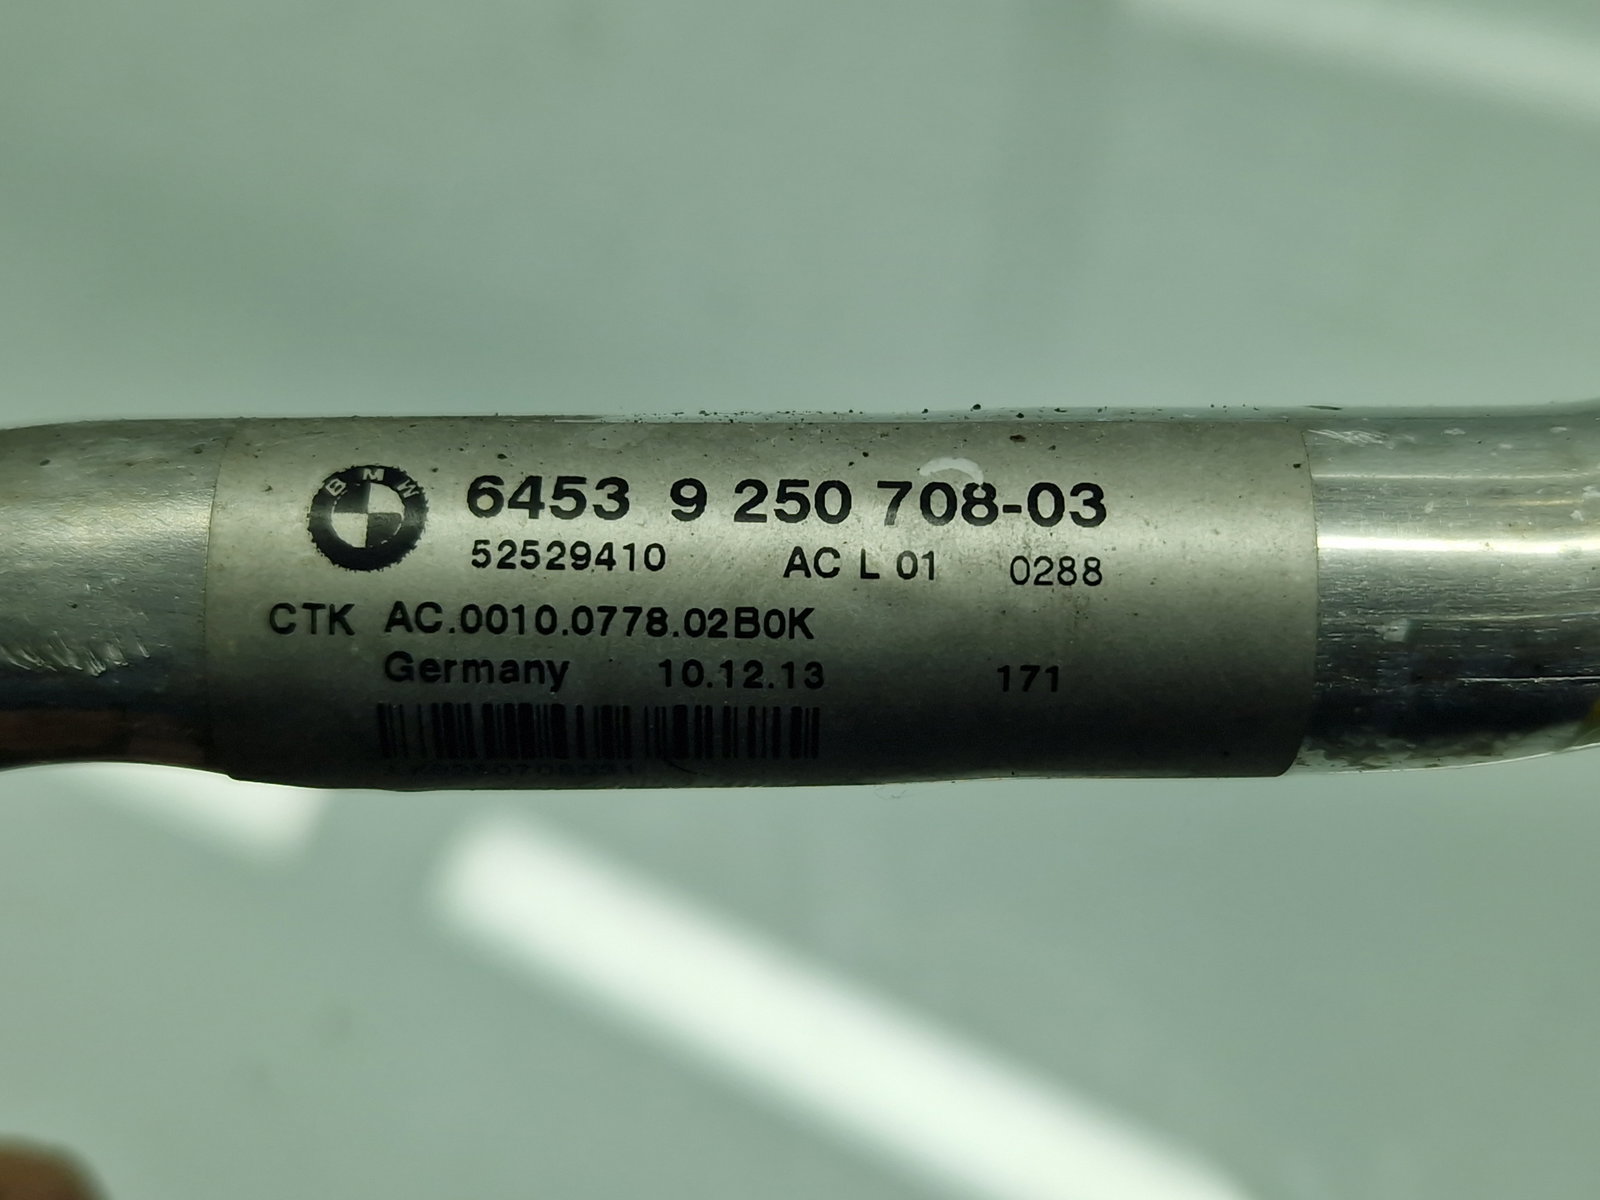 BMW
6453 9 250 708-03
52529410 AC L 01 0288
CTK AC.0010.0778.02B0K
Germany 10.12.13 171